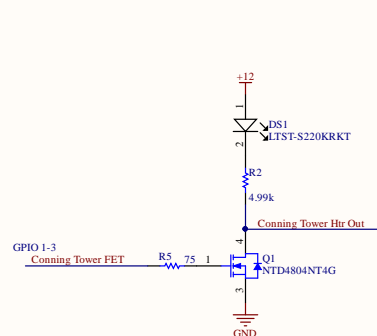 +12
1
DS1
LTST-S220KRKT
2
R2
4.99k
Conning Tower Htr Out
GPIO 1-3
Conning Tower FET
R5 75 1
4
Q1
NTD4804NT4G
3
GND